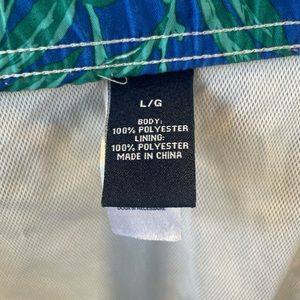 L/G
BODY:
100% POLYESTER
LINING:
100% POLYESTER
MADE IN CHINA